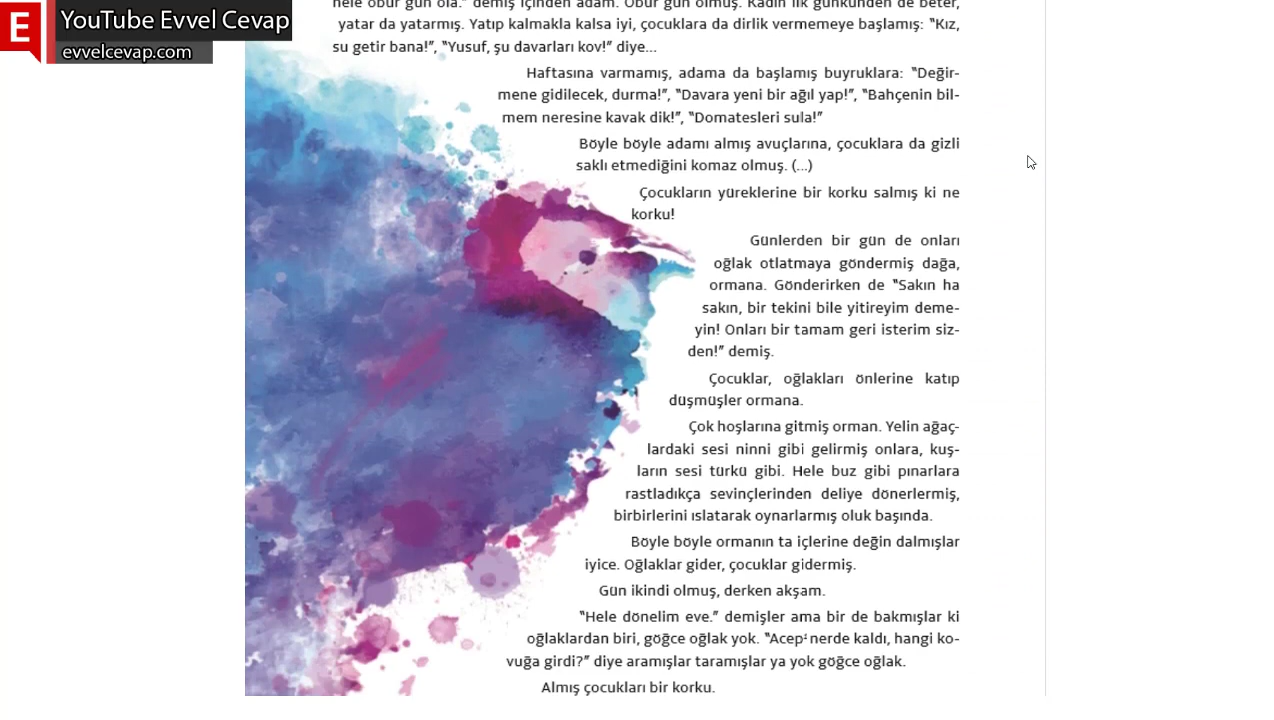 YouTube Evvel Cevap
evvelcevap.com
hele öbür gün ola.” demiş içinden adam. Öbür gün olmuş. Kadın ilk günkünden de beter,
yatar da yatarmış. Yatıp kalmakla kalsa iyi, çocuklara da dirlik vermemeye başlamış: “Kız,
su getir bana!”, “Yusuf, şu davarları kov!” diye...
Haftasına varmamış, adama da başlamış buyruklara: “Değir-
mene gidilecek, durma!”, “Davara yeni bir ağıl yap!”, “Bahçenin bil-
mem neresine kavak dik!”, “Domatesleri sula!”
Böyle böyle adamı almış avuçlarına, çocuklara da gizli
saklı etmediğini komaz olmuş. (...)
Çocukların yüreklerine bir korku salmış ki ne
korku!
Günlerden bir gün de onları
oğlak otlatmaya göndermiş dağa,
ormana. Gönderirken de “Sakın ha
sakın, bir tekini bile yitireyim deme-
yin! Onları bir tamam geri isterim siz-
den!” demiş.
Çocuklar, oğlakları önlerine katıp
düşmüşler ormana.
Çok hoşlarına gitmiş orman. Yelin ağaç-
lardaki sesi ninni gibi gelirmiş onlara, kuş-
ların sesi türkü gibi. Hele buz gibi pınarlara
rastladıkça sevinçlerinden deliye dönerlermiş,
birbirlerini ıslatarak oynarlarmış oluk başında.
Böyle böyle ormanın ta içlerine değin dalmışlar
iyice. Oğlaklar gider, çocuklar gidermiş.
Gün ikindi olmuş, derken akşam.
“Hele dönelim eve.” demişler ama bir de bakmışlar ki
oğlaklardan biri, göğce oğlak yok. “Acep² nerde kaldı, hangi ko-
vuğa girdi?” diye aramışlar taramışlar ya yok göğce oğlak.
Almış çocukları bir korku.